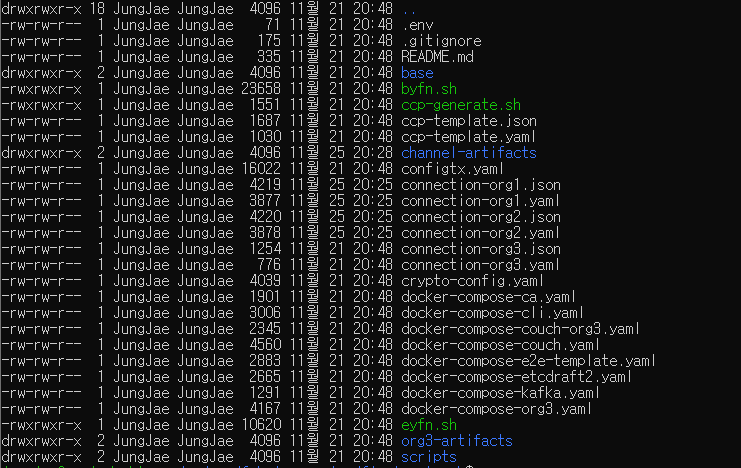 drwxrwxr-x 18 JungJae JungJae  4096 11월 21 20:48 ..
-rw-rw-r--  1 JungJae JungJae    71 11월 21 20:48 .env
-rw-rw-r--  1 JungJae JungJae   175 11월 21 20:48 .gitignore
-rw-rw-r--  1 JungJae JungJae   335 11월 21 20:48 README.md
drwxrwxr-x  2 JungJae JungJae  4096 11월 21 20:48 base
-rwxrwxr-x  1 JungJae JungJae 23658 11월 21 20:48 byfn.sh
-rwxrwxr-x  1 JungJae JungJae  1551 11월 21 20:48 ccp-generate.sh
-rw-rw-r--  1 JungJae JungJae  1687 11월 21 20:48 ccp-template.json
-rw-rw-r--  1 JungJae JungJae  1030 11월 21 20:48 ccp-template.yaml
drwxrwxr-x  2 JungJae JungJae  4096 11월 25 20:28 channel-artifacts
-rw-rw-r--  1 JungJae JungJae 16022 11월 21 20:48 configtx.yaml
-rw-rw-r--  1 JungJae JungJae  4219 11월 25 20:25 connection-org1.json
-rw-rw-r--  1 JungJae JungJae  3877 11월 25 20:25 connection-org1.yaml
-rw-rw-r--  1 JungJae JungJae  4220 11월 25 20:25 connection-org2.json
-rw-rw-r--  1 JungJae JungJae  3878 11월 25 20:25 connection-org2.yaml
-rw-rw-r--  1 JungJae JungJae  1254 11월 21 20:48 connection-org3.json
-rw-rw-r--  1 JungJae JungJae   776 11월 21 20:48 connection-org3.yaml
-rw-rw-r--  1 JungJae JungJae  4039 11월 21 20:48 crypto-config.yaml
-rw-rw-r--  1 JungJae JungJae  1901 11월 21 20:48 docker-compose-ca.yaml
-rw-rw-r--  1 JungJae JungJae  3006 11월 21 20:48 docker-compose-cli.yaml
-rw-rw-r--  1 JungJae JungJae  2345 11월 21 20:48 docker-compose-couch-org3.yaml
-rw-rw-r--  1 JungJae JungJae  4560 11월 21 20:48 docker-compose-couch.yaml
-rw-rw-r--  1 JungJae JungJae  2883 11월 21 20:48 docker-compose-e2e-template.yaml
-rw-rw-r--  1 JungJae JungJae  2665 11월 21 20:48 docker-compose-etcdraft2.yaml
-rw-rw-r--  1 JungJae JungJae  1291 11월 21 20:48 docker-compose-kafka.yaml
-rw-rw-r--  1 JungJae JungJae  4167 11월 21 20:48 docker-compose-org3.yaml
-rwxrwxr-x  1 JungJae JungJae 10620 11월 21 20:48 eyfn.sh
drwxrwxr-x  2 JungJae JungJae  4096 11월 21 20:48 org3-artifacts
drwxrwxr-x  2 JungJae JungJae  4096 11월 21 20:48 scripts